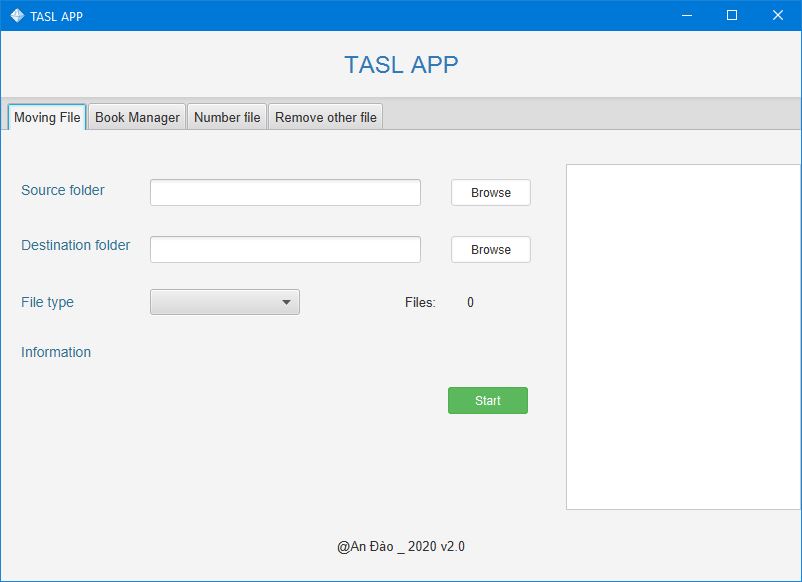 TASL APP
TASL APP
Moving File Book Manager Number file Remove other file
Source folder Browse
Destination folder Browse
File type Files: 0
Information
Start
@An Đào _ 2020 v2.0